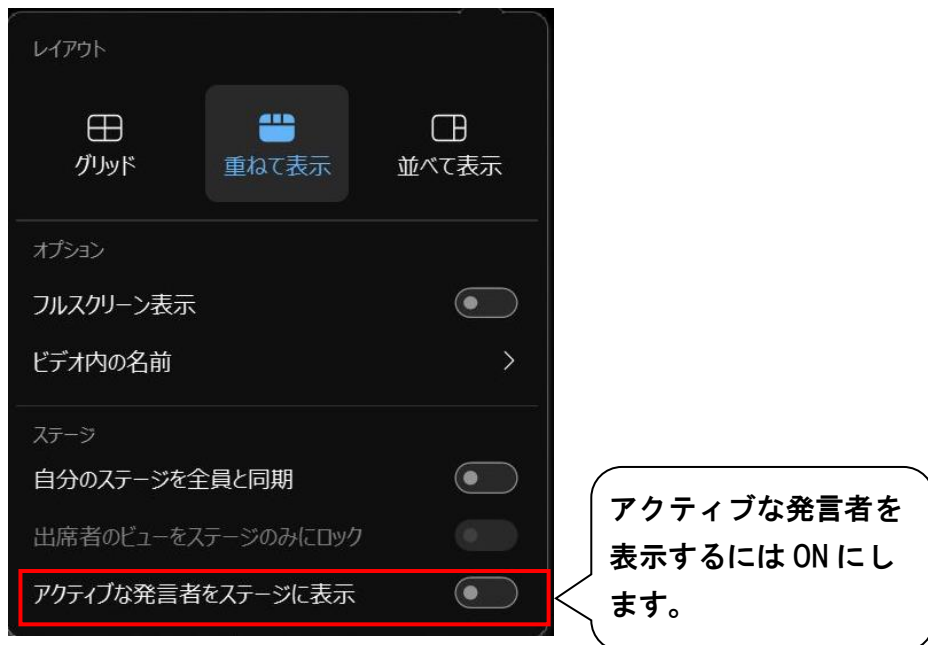 レイアウト
グリッド
重ねて表示
並べて表示
オプション
フルスクリーン表示
ビデオ内の名前
ステージ
自分のステージを全員と同期
出席者のビューをステージのみにロック
アクティブな発言者をステージに表示
アクティブな発言者を
表示するには ON にし
ます。